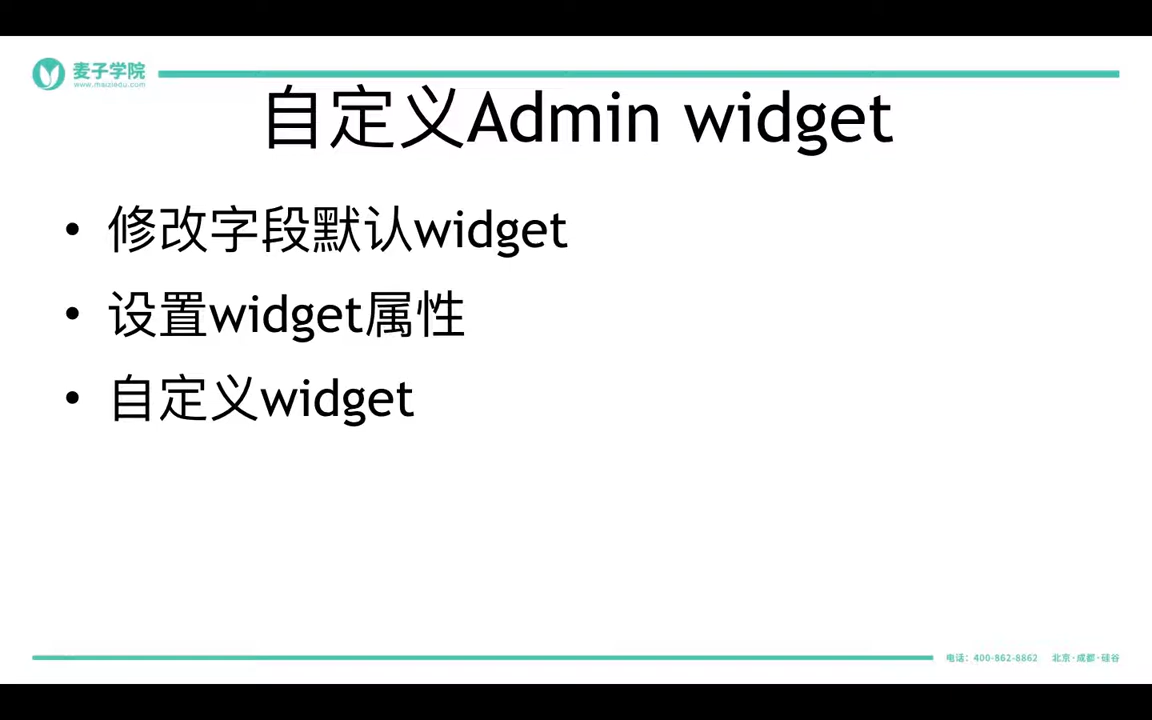 麦子学院
www.maiziedu.com
自定义Admin widget
• 修改字段默认widget
• 设置widget属性
• 自定义widget
电话：400-862-8862 北京·成都·硅谷